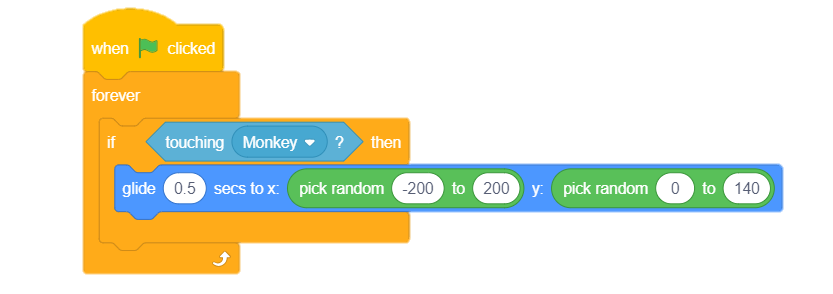 when clicked
forever
if touching Monkey ? then
glide 0.5 secs to x: pick random -200 to 200 y: pick random 0 to 140